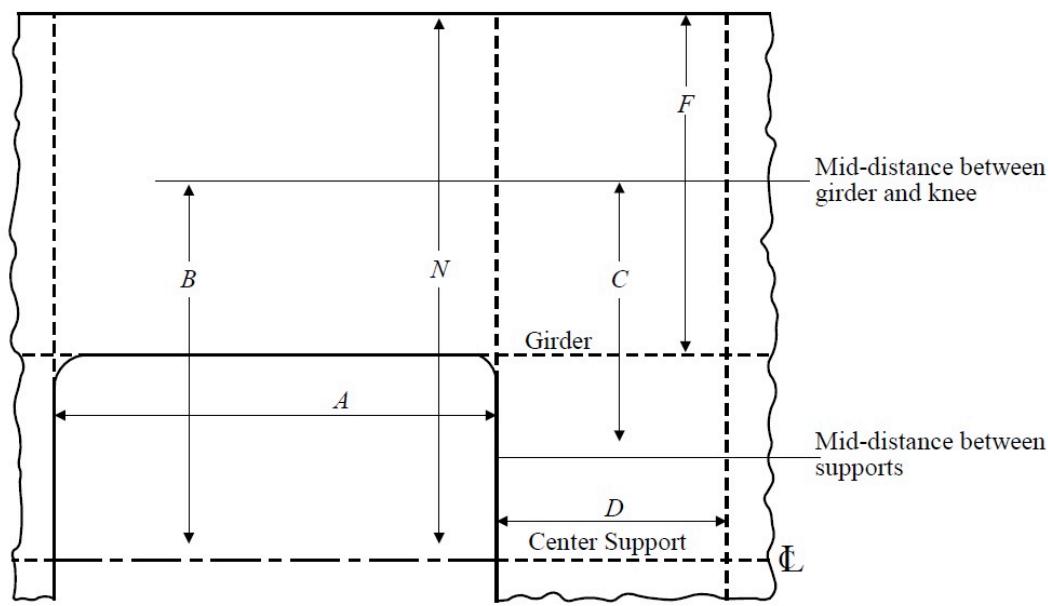 F
Mid-distance between
girder and knee
B
N
C
Girder
A
Mid-distance between
supports
D
Center Support
℄